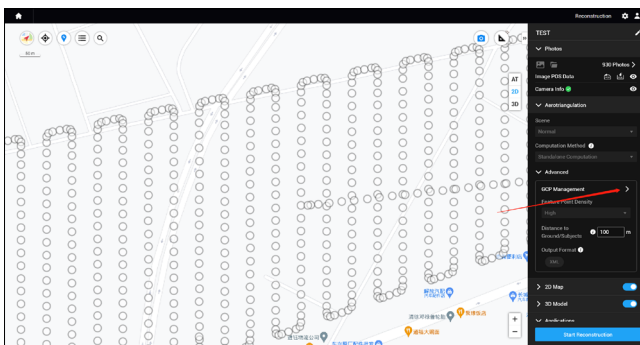 Reconstruction
TEST
Photos
930 Photos
Image POS Data
Camera Info
Aerotriangulation
Scene
Normal
Computation Method
Standalone Computation
Advanced
GCP Management
Feature Point Density
High
Distance to
Ground/Subjects
100 m
Output Format
XML
2D Map
3D Model
Applications
Start Reconstruction
AT
2D
3D